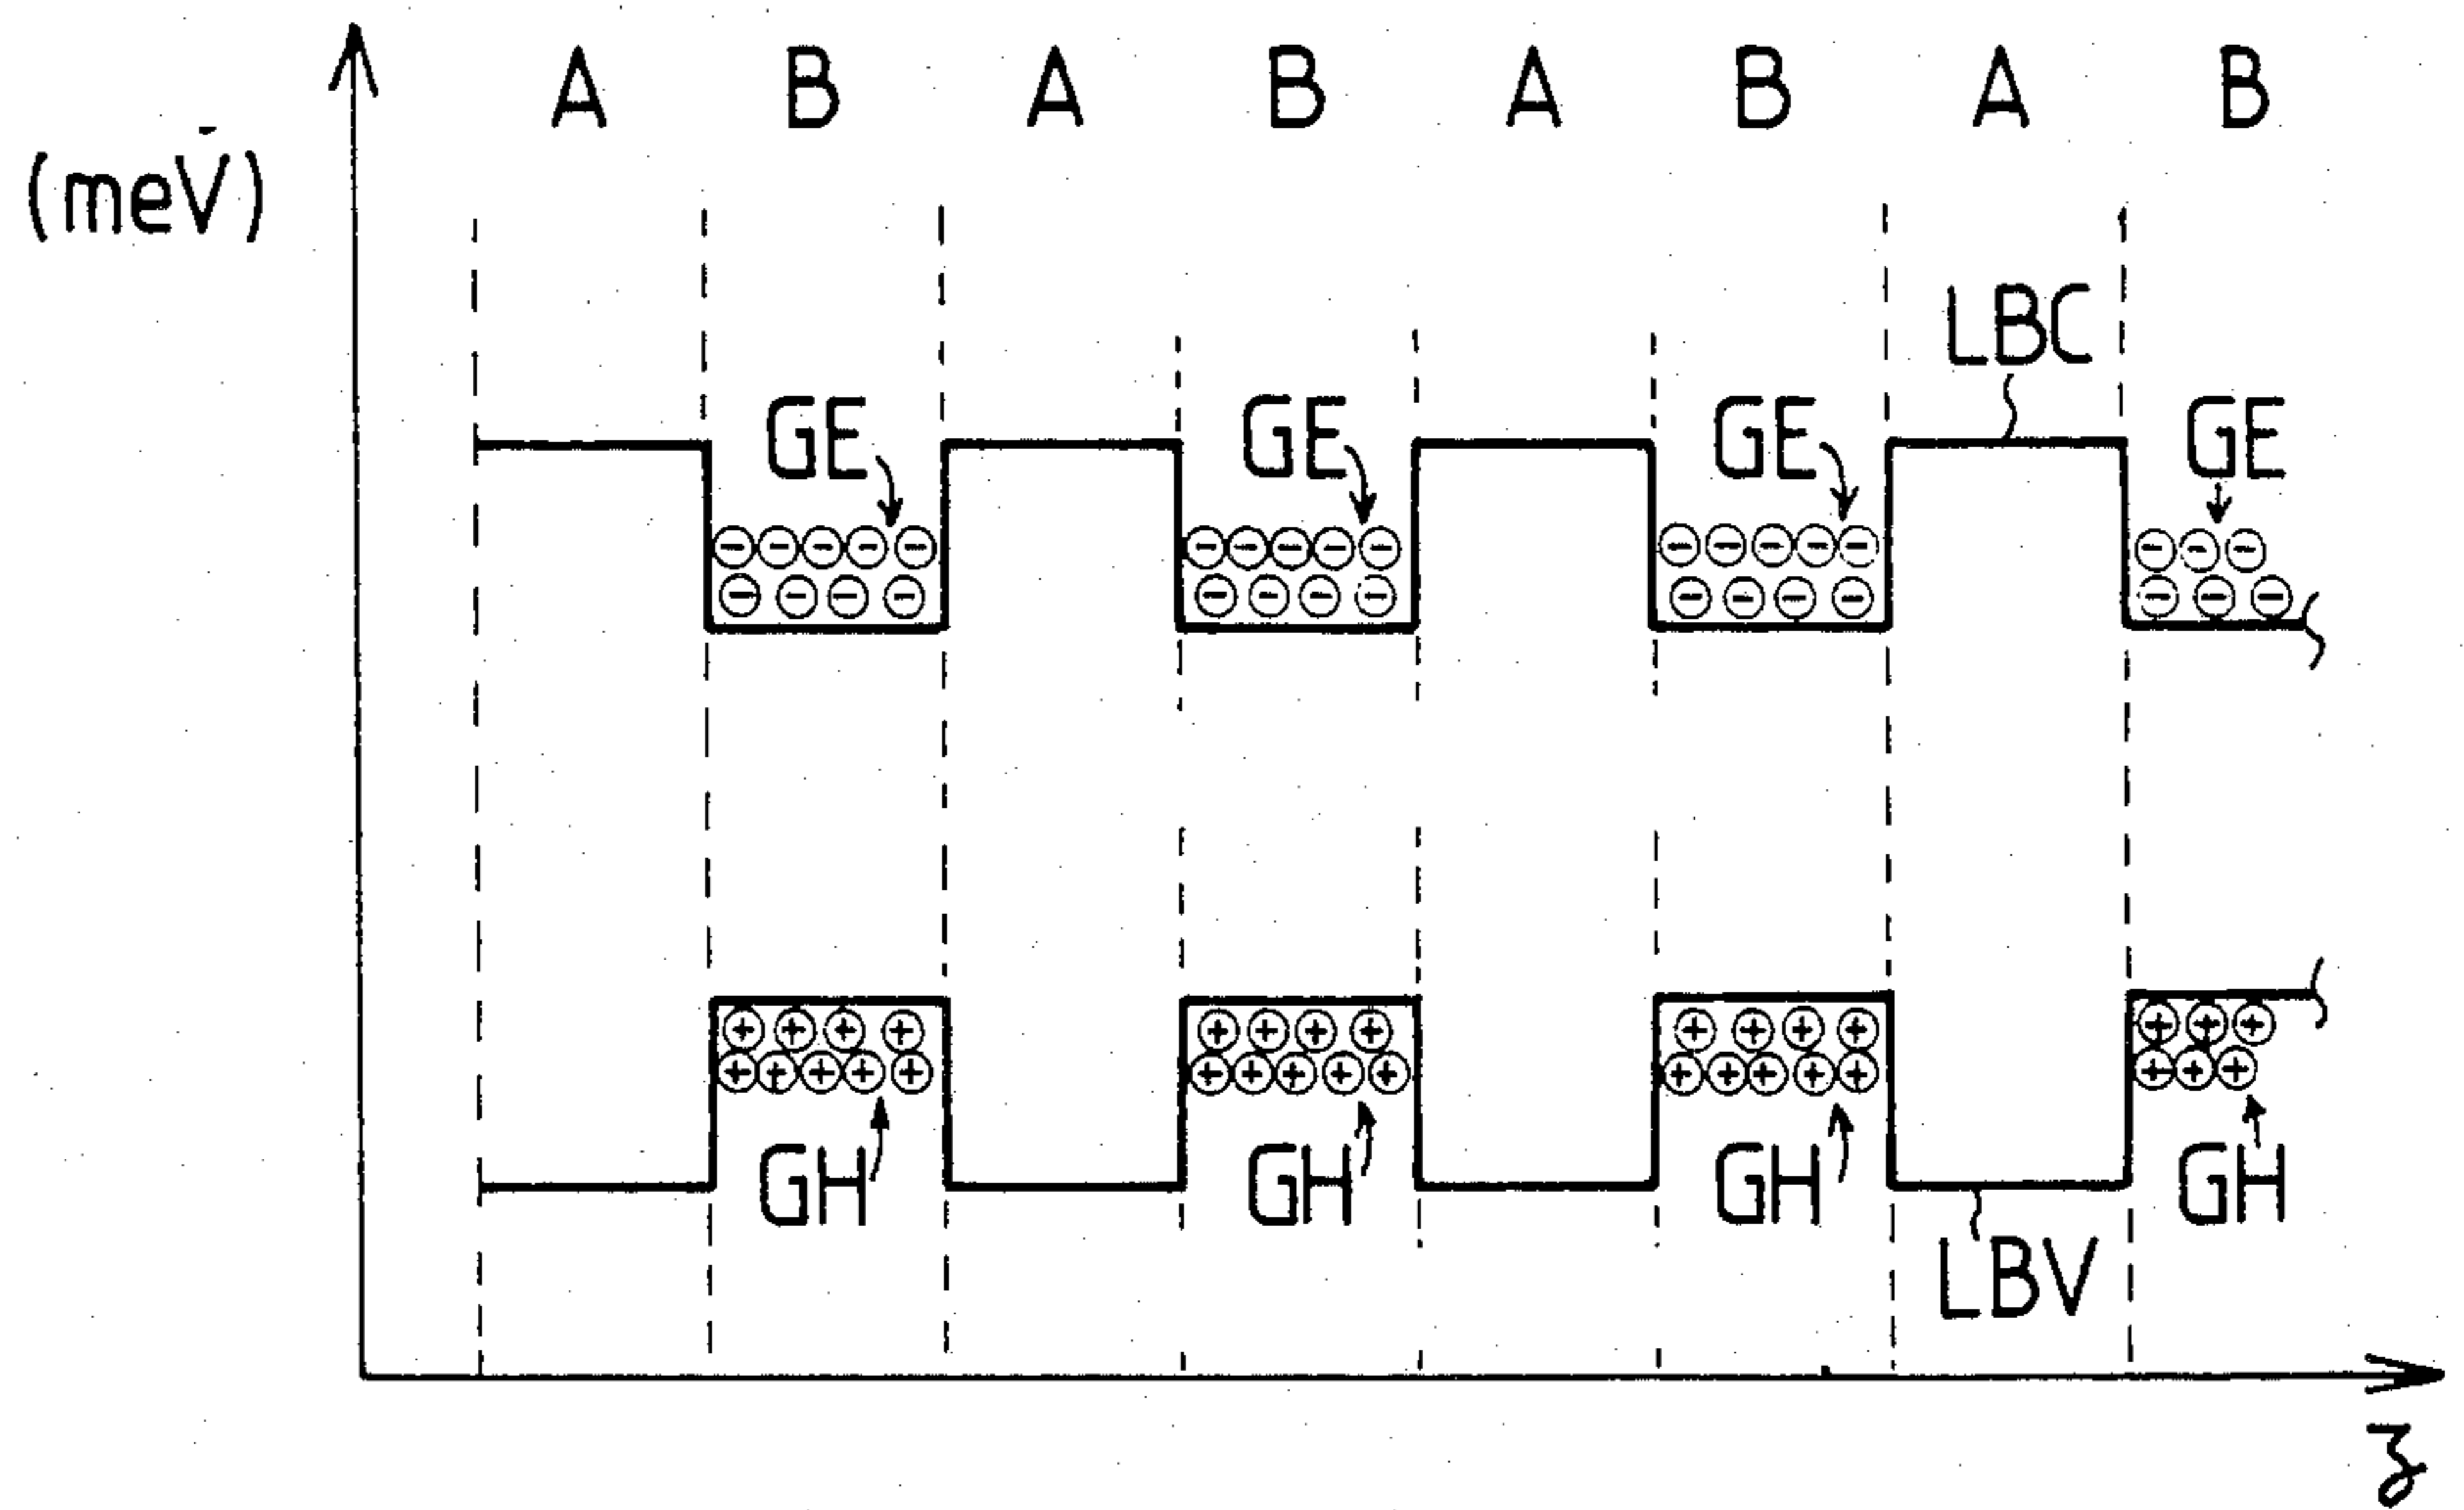 A B A B A B A B
(meV)
LBC
GE GE GE GE
GH GH GH GH
LBV
z